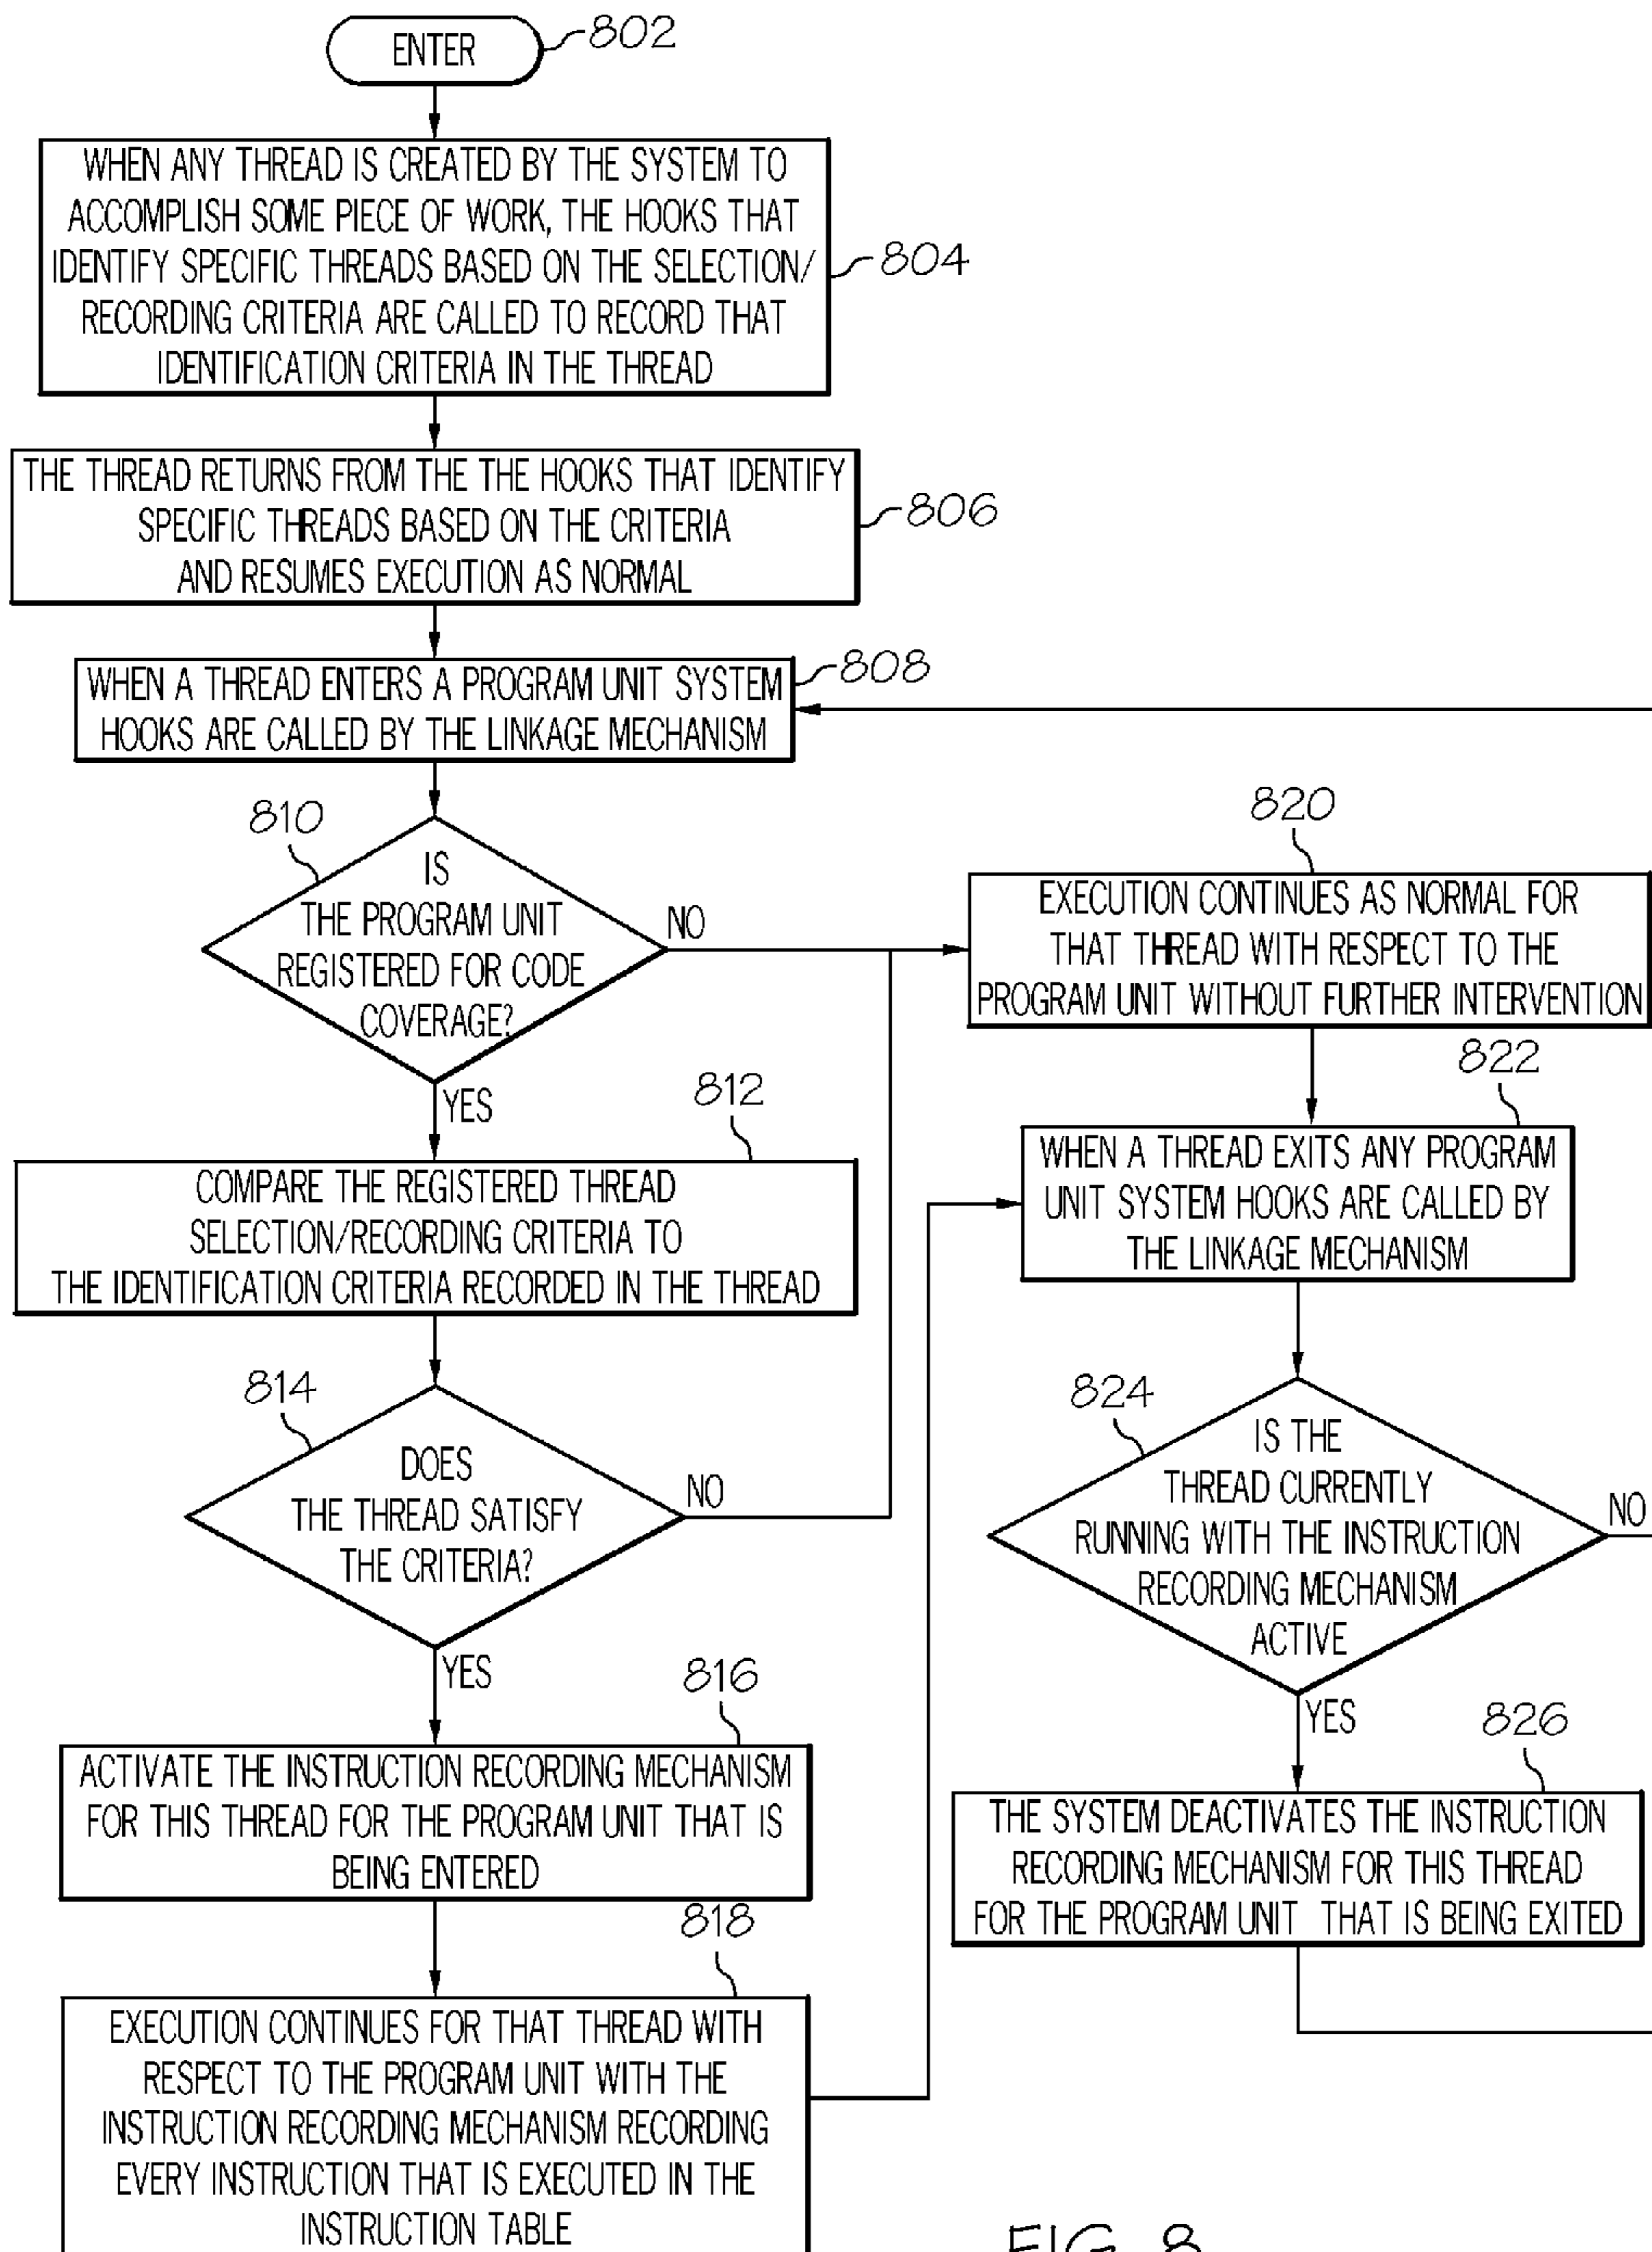 ENTER
802
WHEN ANY THREAD IS CREATED BY THE SYSTEM TO
ACCOMPLISH SOME PIECE OF WORK, THE HOOKS THAT
IDENTIFY SPECIFIC THREADS BASED ON THE SELECTION/
RECORDING CRITERIA ARE CALLED TO RECORD THAT
IDENTIFICATION CRITERIA IN THE THREAD
804
THE THREAD RETURNS FROM THE THE HOOKS THAT IDENTIFY
SPECIFIC THREADS BASED ON THE CRITERIA
AND RESUMES EXECUTION AS NORMAL
806
WHEN A THREAD ENTERS A PROGRAM UNIT SYSTEM
HOOKS ARE CALLED BY THE LINKAGE MECHANISM
808
810
IS
THE PROGRAM UNIT
REGISTERED FOR CODE
COVERAGE?
NO
YES
812
COMPARE THE REGISTERED THREAD
SELECTION/RECORDING CRITERIA TO
THE IDENTIFICATION CRITERIA RECORDED IN THE THREAD
814
DOES
THE THREAD SATISFY
THE CRITERIA?
NO
YES
816
ACTIVATE THE INSTRUCTION RECORDING MECHANISM
FOR THIS THREAD FOR THE PROGRAM UNIT THAT IS
BEING ENTERED
818
EXECUTION CONTINUES FOR THAT THREAD WITH
RESPECT TO THE PROGRAM UNIT WITH THE
INSTRUCTION RECORDING MECHANISM RECORDING
EVERY INSTRUCTION THAT IS EXECUTED IN THE
INSTRUCTION TABLE
820
EXECUTION CONTINUES AS NORMAL FOR
THAT THREAD WITH RESPECT TO THE
PROGRAM UNIT WITHOUT FURTHER INTERVENTION
822
WHEN A THREAD EXITS ANY PROGRAM
UNIT SYSTEM HOOKS ARE CALLED BY
THE LINKAGE MECHANISM
824
IS THE
THREAD CURRENTLY
RUNNING WITH THE INSTRUCTION
RECORDING MECHANISM
ACTIVE
NO
YES
826
THE SYSTEM DEACTIVATES THE INSTRUCTION
RECORDING MECHANISM FOR THIS THREAD
FOR THE PROGRAM UNIT THAT IS BEING EXITED
FIG. 8